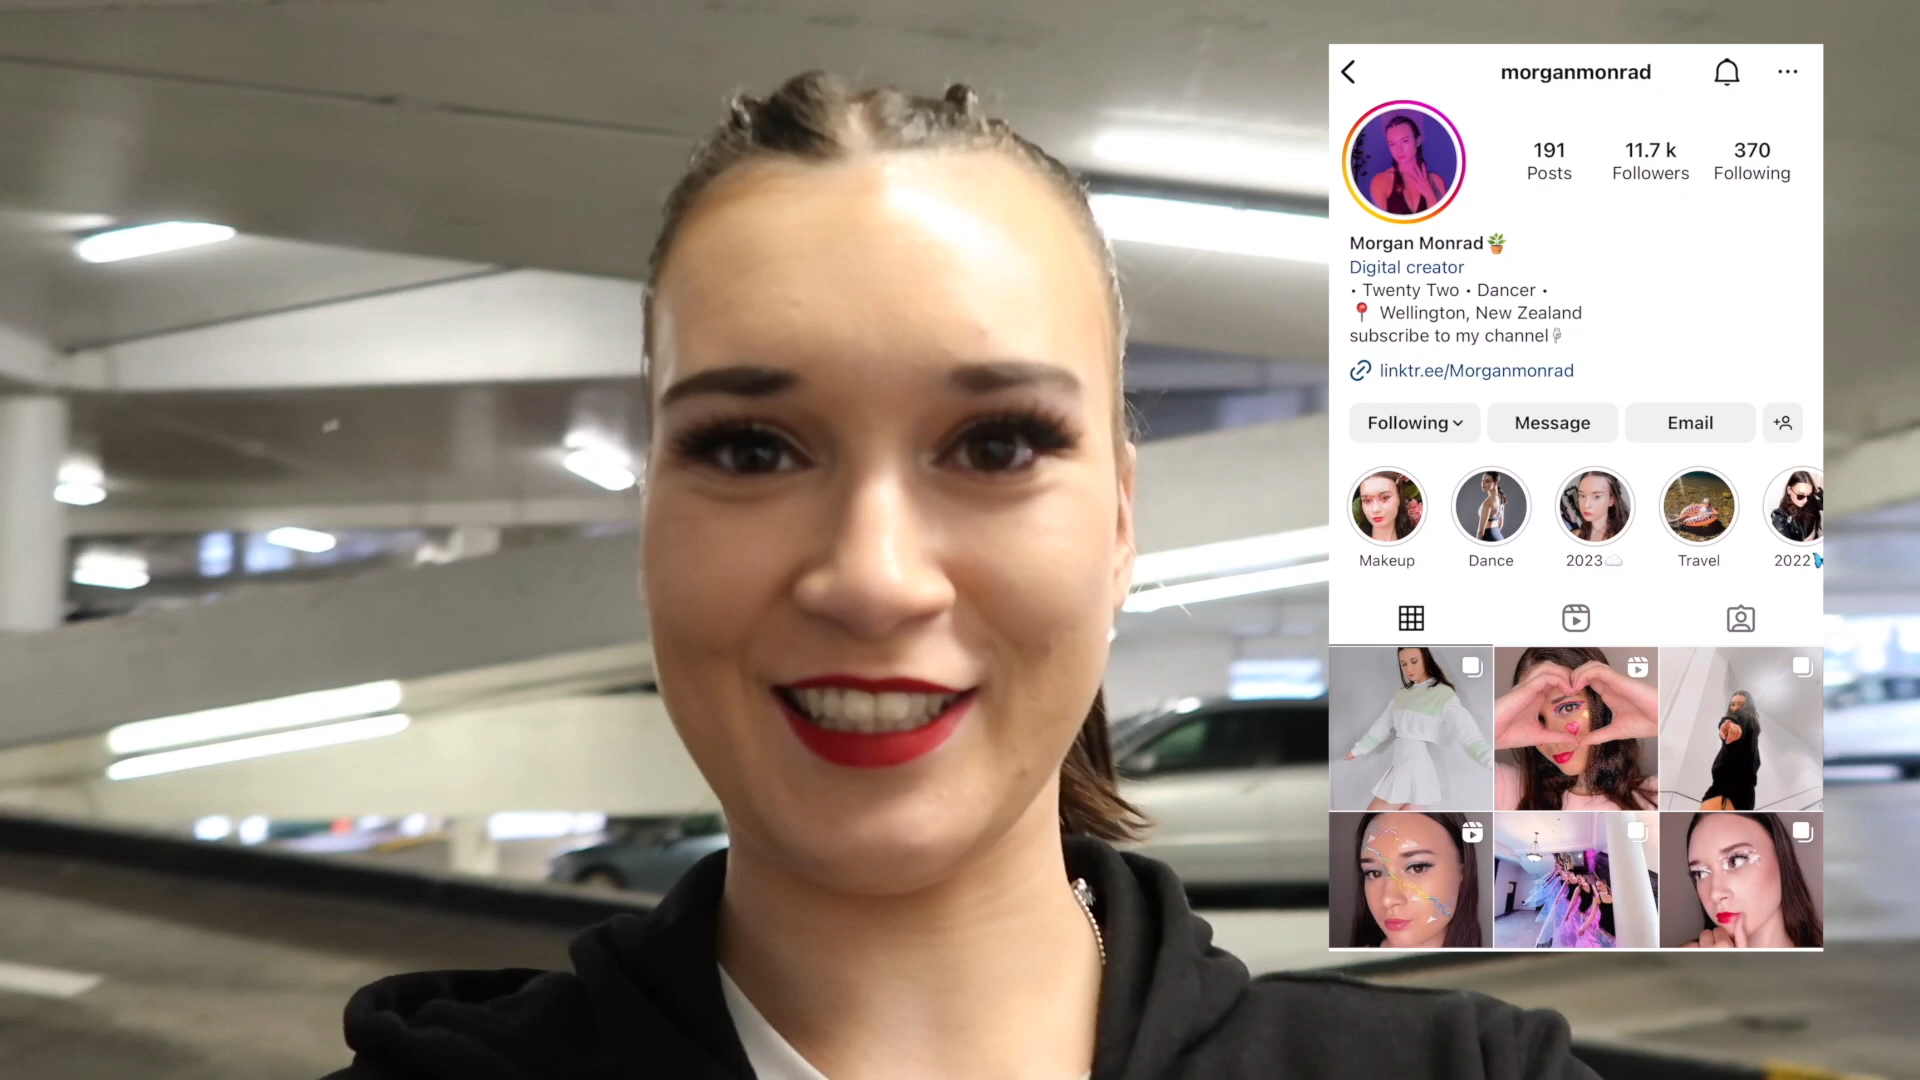 morganmonrad
191 11.7 k 370
Posts Followers Following
Morgan Monrad🪴
Digital creator
• Twenty Two • Dancer •
📍 Wellington, New Zealand
subscribe to my channel☟
linktr.ee/Morganmonrad
Following Message Email
Makeup Dance 2023☁️ Travel 2022🦋